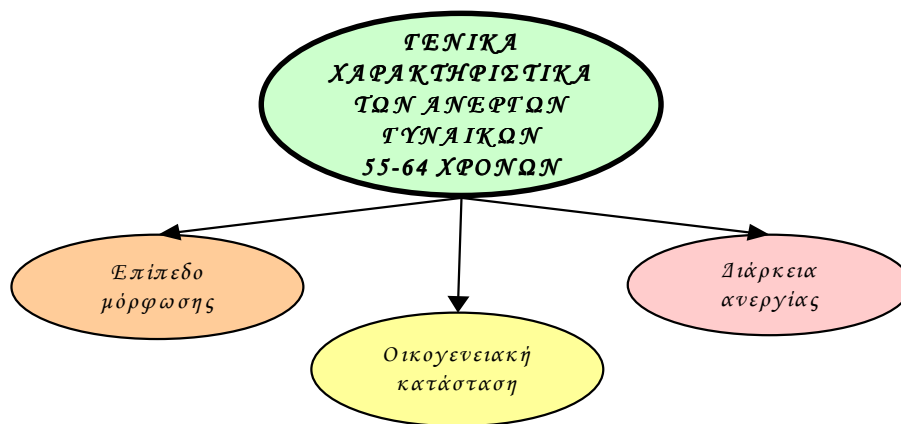 ΓΕΝΙΚΑ
ΧΑΡΑΚΤΗΡΙΣΤΙΚΑ
ΤΩΝ ΑΝΕΡΓΩΝ
ΓΥΝΑΙΚΩΝ
55-64 ΧΡΟΝΩΝ
Επίπεδο
μόρφωσης
Διάρκεια
ανεργίας
Οικογενειακή
κατάσταση